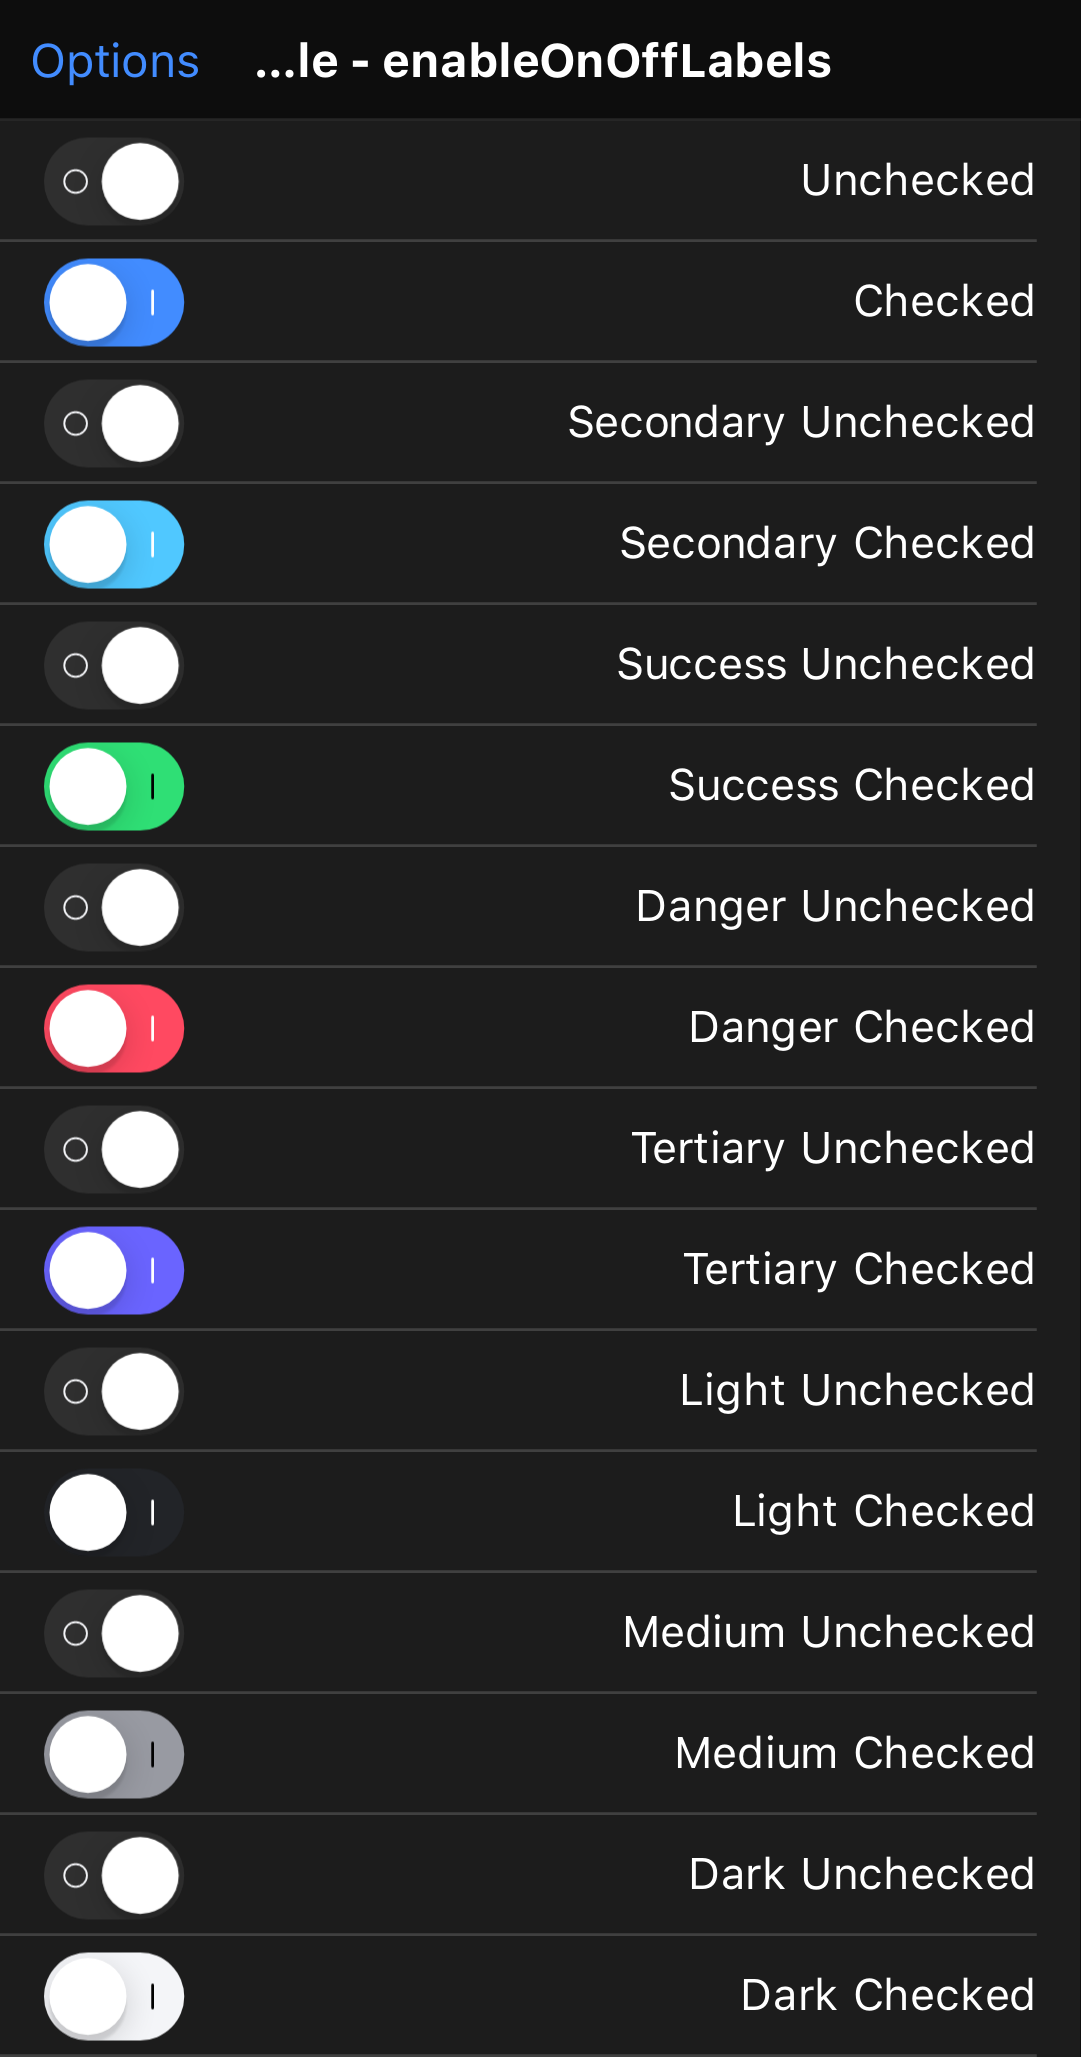 Options
...le - enableOnOffLabels
Unchecked
Checked
Secondary Unchecked
Secondary Checked
Success Unchecked
Success Checked
Danger Unchecked
Danger Checked
Tertiary Unchecked
Tertiary Checked
Light Unchecked
Light Checked
Medium Unchecked
Medium Checked
Dark Unchecked
Dark Checked